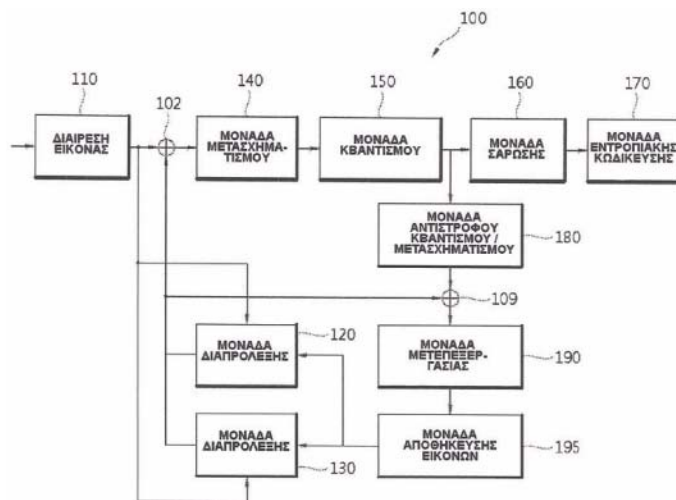 100
110
ΔΙΑΙΡΕΣΗ
ΕΙΚΟΝΑΣ
102
140
ΜΟΝΑΔΑ
ΜΕΤΑΣΧΗΜΑ-
ΤΙΣΜΟΥ
150
ΜΟΝΑΔΑ
ΚΒΑΝΤΙΣΜΟΥ
160
ΜΟΝΑΔΑ
ΣΑΡΩΣΗΣ
170
ΜΟΝΑΔΑ
ΕΝΤΡΟΠΙΑΚΗΣ
ΚΩΔΙΚΕΥΣΗΣ
ΜΟΝΑΔΑ
ΑΝΤΙΣΤΡΟΦΟΥ
ΚΒΑΝΤΙΣΜΟΥ /
ΜΕΤΑΣΧΗΜΑΤΙΣΜΟΥ
180
109
120
ΜΟΝΑΔΑ
ΔΙΑΠΡΟΛΕΞΗΣ
ΜΟΝΑΔΑ
ΜΕΤΕΠΕΞΕΡ-
ΓΑΣΙΑΣ
190
ΜΟΝΑΔΑ
ΔΙΑΠΡΟΛΕΞΗΣ
130
ΜΟΝΑΔΑ
ΑΠΟΘΗΚΕΥΣΗΣ
ΕΙΚΟΝΩΝ
195